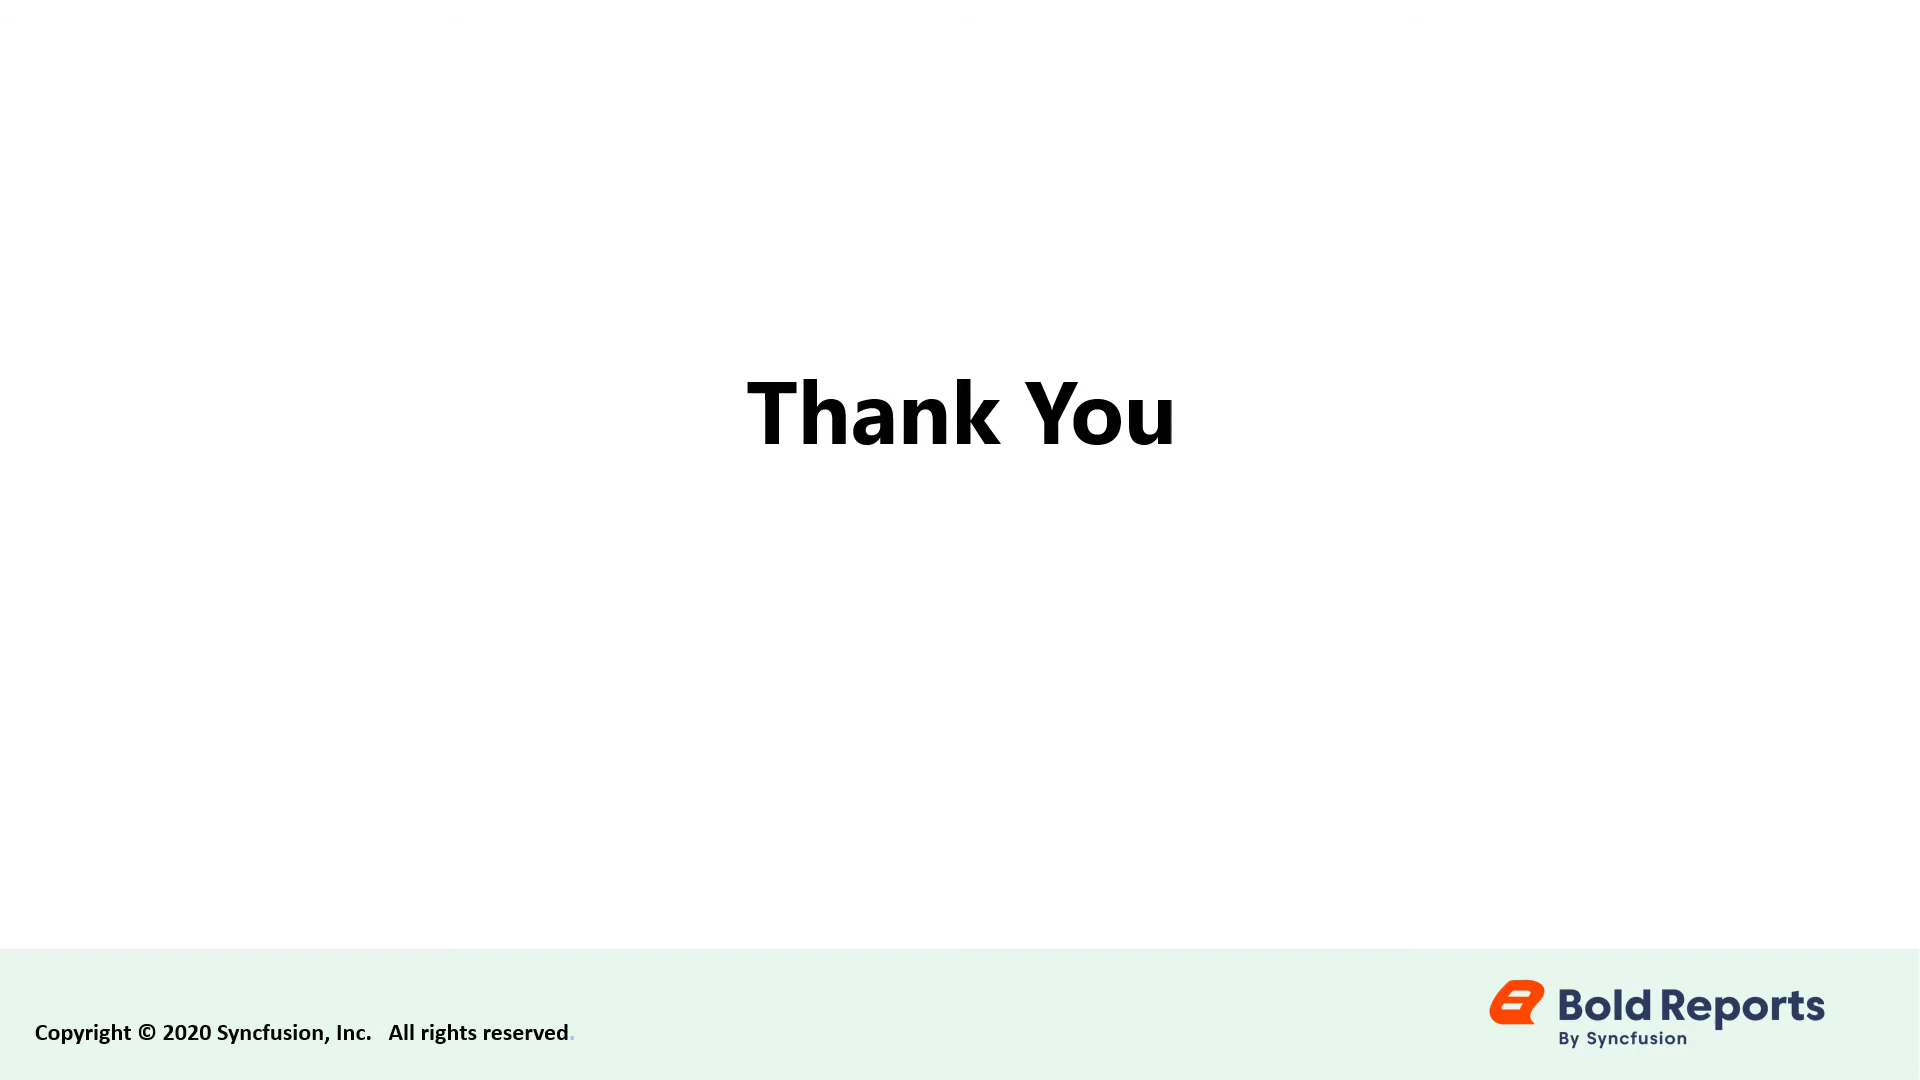 Thank You
Copyright © 2020 Syncfusion, Inc.   All rights reserved.
Bold Reports
By Syncfusion